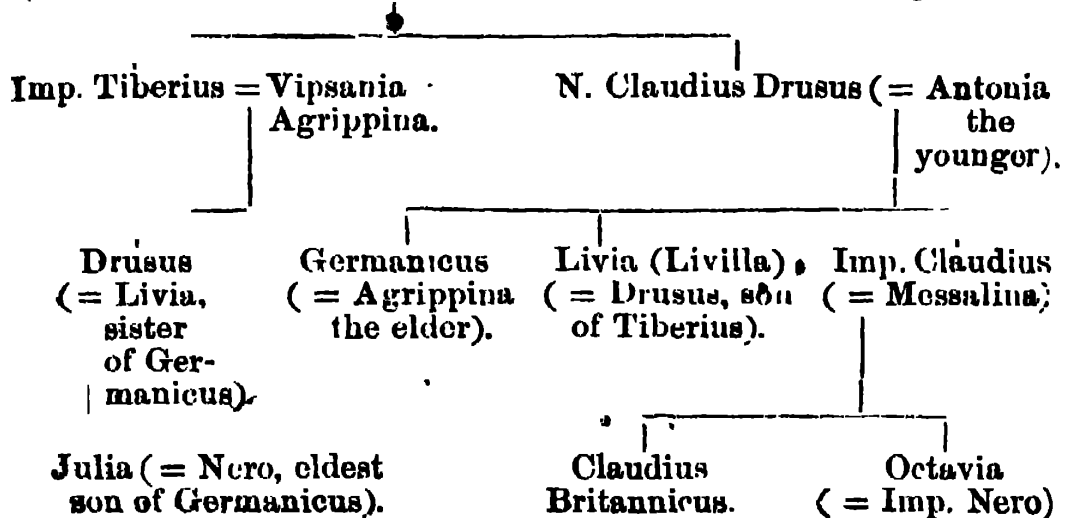 Imp. Tiberius = Vipsania
Agrippina.
N. Claudius Drusus (= Antonia
the
younger).
Drusus
(= Livia,
sister
of Ger-
manicus).
Germanicus
(= Agrippina
the elder).
Livia (Livilla)
(= Drusus, son
of Tiberius).
Imp. Claudius
(= Messalina)
Julia (= Nero, eldest
son of Germanicus).
Claudius
Britannicus.
Octavia
(= Imp. Nero)